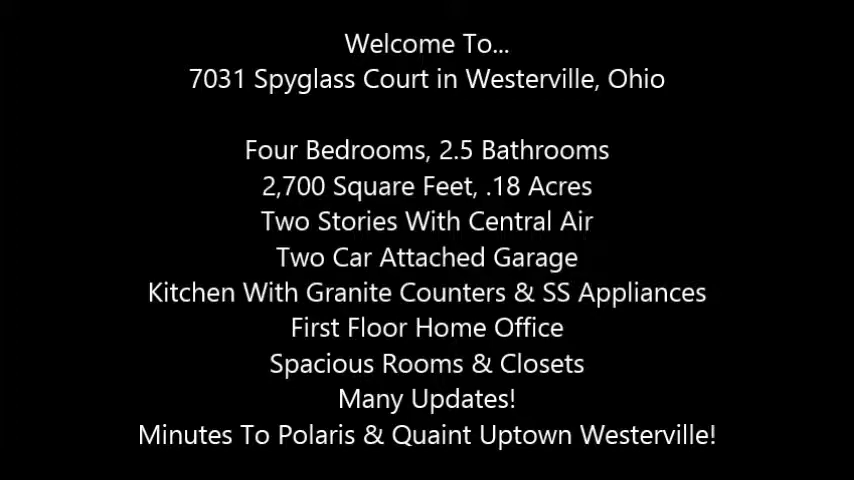 Welcome To...
7031 Spyglass Court in Westerville, Ohio
Four Bedrooms, 2.5 Bathrooms
2,700 Square Feet, .18 Acres
Two Stories With Central Air
Two Car Attached Garage
Kitchen With Granite Counters & SS Appliances
First Floor Home Office
Spacious Rooms & Closets
Many Updates!
Minutes To Polaris & Quaint Uptown Westerville!